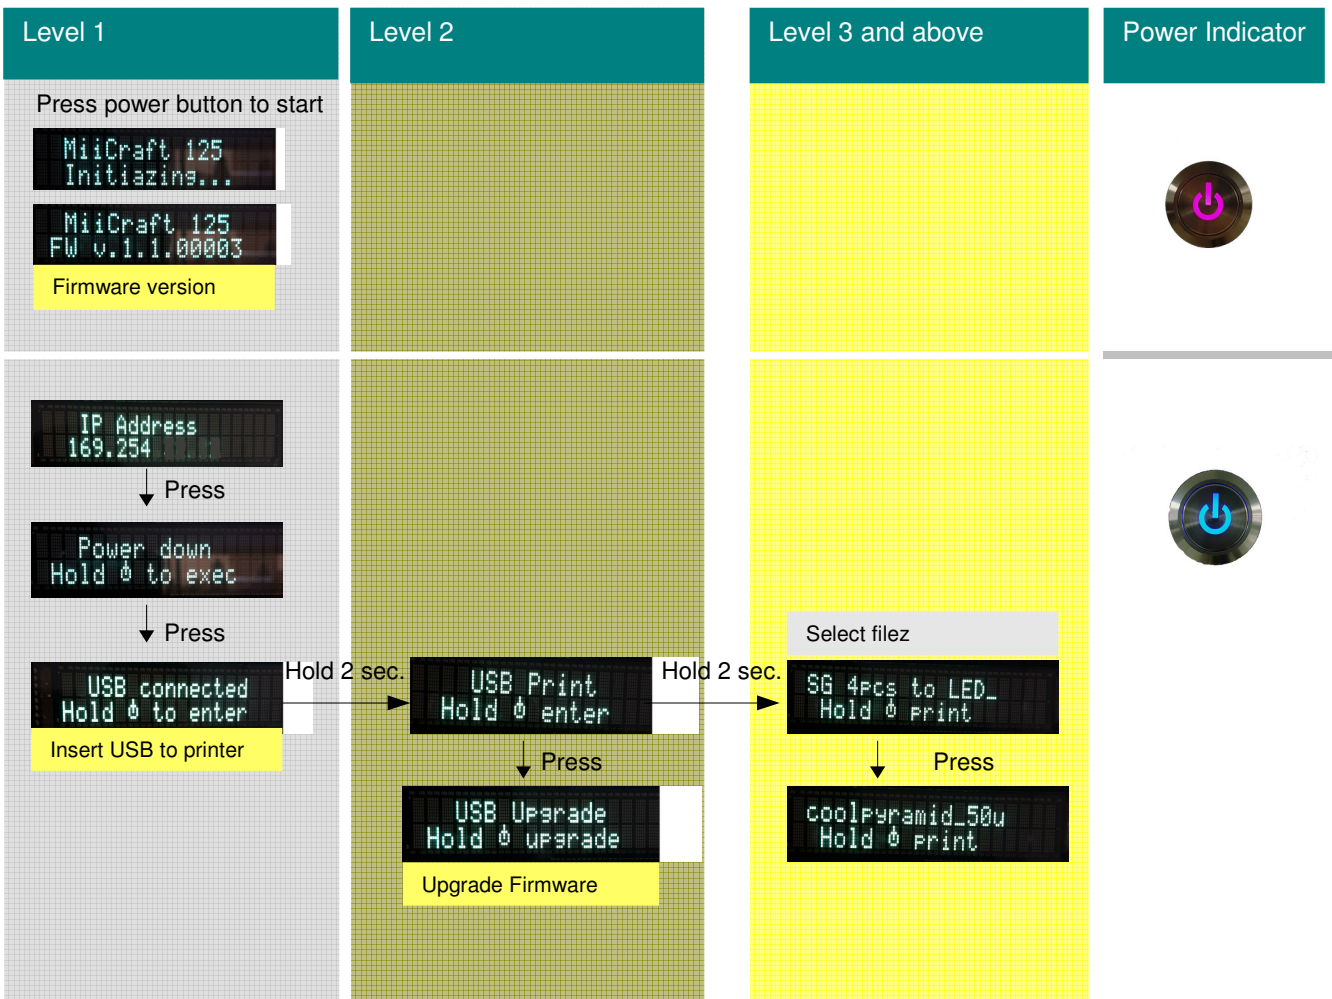 Level 1
Level 2
Level 3 and above
Power Indicator
Press power button to start
MiiCraft 125
Initiazing...
MiiCraft 125
FW v.1.1.00003
Firmware version
IP Address
169.254
Press
Power down
Hold to exec
Press
USB connected
Hold to enter
Insert USB to printer
Hold 2 sec.
USB Print
Hold enter
Press
USB Upgrade
Hold upgrade
Upgrade Firmware
Hold 2 sec.
Select filez
SG 4pcs to LED_
Hold print
Press
coolpyramid_50u
Hold print